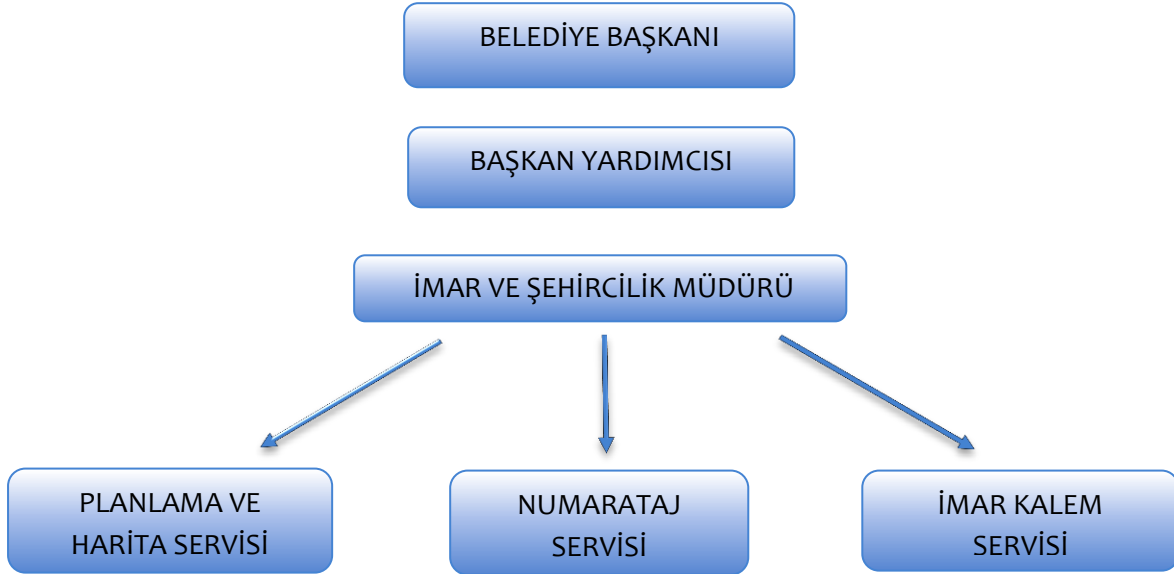 BELEDİYE BAŞKANI
BAŞKAN YARDIMCISI
İMAR VE ŞEHİRCİLİK MÜDÜRÜ
PLANLAMA VE
HARİTA SERVİSİ
NUMARATAJ
SERVİSİ
İMAR KALEM
SERVİSİ